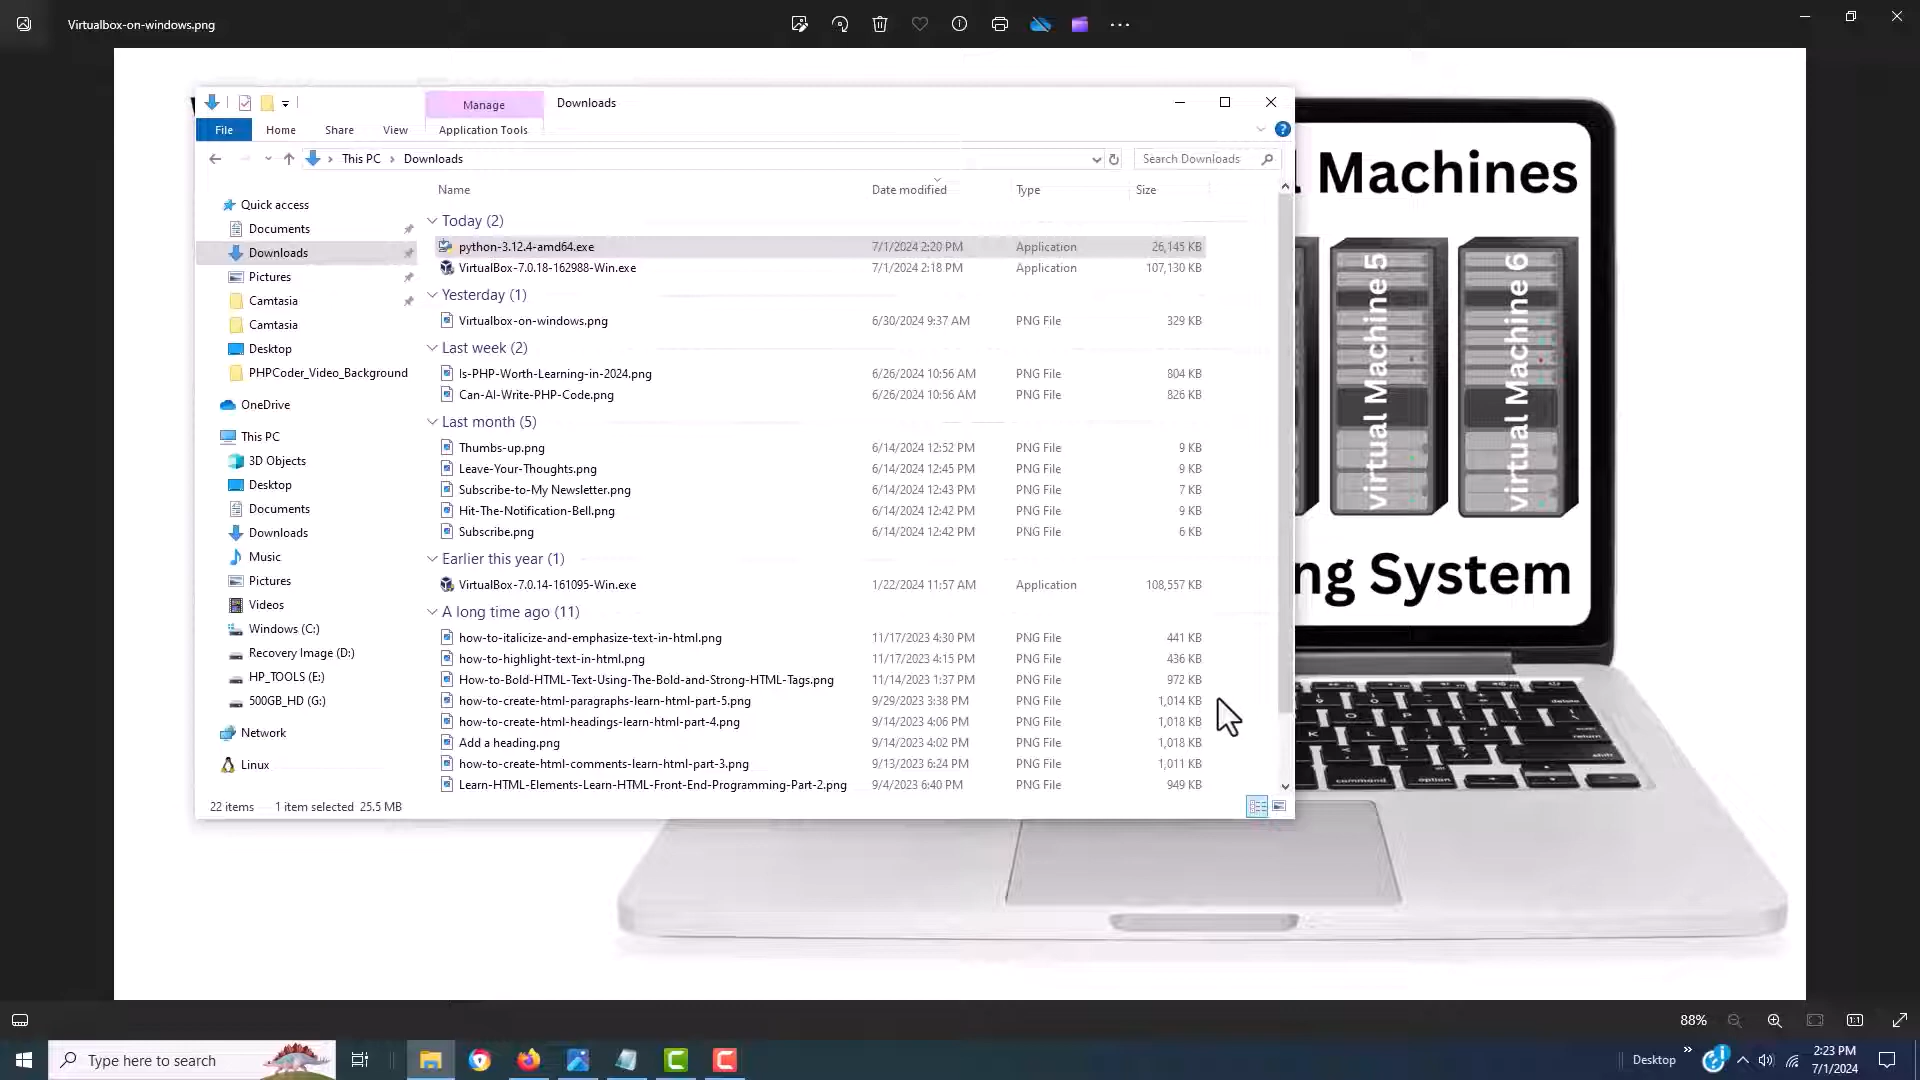 Virtualbox-on-windows.png
Manage
Downloads
File
Home
Share
View
Application Tools
This PC
Downloads
Search Downloads
Name
Date modified
Type
Size
Quick access
Documents
Downloads
Pictures
Camtasia
Camtasia
Desktop
PHPCoder_Video_Background
OneDrive
This PC
3D Objects
Desktop
Documents
Downloads
Music
Pictures
Videos
Windows (C:)
Recovery Image (D:)
HP_TOOLS (E:)
500GB_HD (G:)
Network
Linux
Today (2)
python-3.12.4-amd64.exe 7/1/2024 2:20 PM Application 26,145 KB
VirtualBox-7.0.18-162988-Win.exe 7/1/2024 2:18 PM Application 107,130 KB
Yesterday (1)
Virtualbox-on-windows.png 6/30/2024 9:37 AM PNG File 329 KB
Last week (2)
Is-PHP-Worth-Learning-in-2024.png 6/26/2024 10:56 AM PNG File 804 KB
Can-AI-Write-PHP-Code.png 6/26/2024 10:56 AM PNG File 826 KB
Last month (5)
Thumbs-up.png 6/14/2024 12:52 PM PNG File 9 KB
Leave-Your-Thoughts.png 6/14/2024 12:45 PM PNG File 9 KB
Subscribe-to-My Newsletter.png 6/14/2024 12:43 PM PNG File 7 KB
Hit-The-Notification-Bell.png 6/14/2024 12:42 PM PNG File 9 KB
Subscribe.png 6/14/2024 12:42 PM PNG File 6 KB
Earlier this year (1)
VirtualBox-7.0.14-161095-Win.exe 1/22/2024 11:57 AM Application 108,557 KB
A long time ago (11)
how-to-italicize-and-emphasize-text-in-html.png 11/17/2023 4:30 PM PNG File 441 KB
how-to-highlight-text-in-html.png 11/17/2023 4:15 PM PNG File 436 KB
How-to-Bold-HTML-Text-Using-The-Bold-and-Strong-HTML-Tags.png 11/14/2023 1:37 PM PNG File 972 KB
how-to-create-html-paragraphs-learn-html-part-5.png 9/29/2023 3:38 PM PNG File 1,014 KB
how-to-create-html-headings-learn-html-part-4.png 9/14/2023 4:06 PM PNG File 1,018 KB
Add a heading.png 9/14/2023 4:02 PM PNG File 1,018 KB
how-to-create-html-comments-learn-html-part-3.png 9/13/2023 6:24 PM PNG File 1,011 KB
Learn-HTML-Elements-Learn-HTML-Front-End-Programming-Part-2.png 9/4/2023 6:40 PM PNG File 949 KB
22 items 1 item selected 25.5 MB
Machines
virtual Machine 5
virtual Machine 6
ng System
delete
return
shift
command
option
88%
1:1
Type here to search
Desktop
2:23 PM
7/1/2024